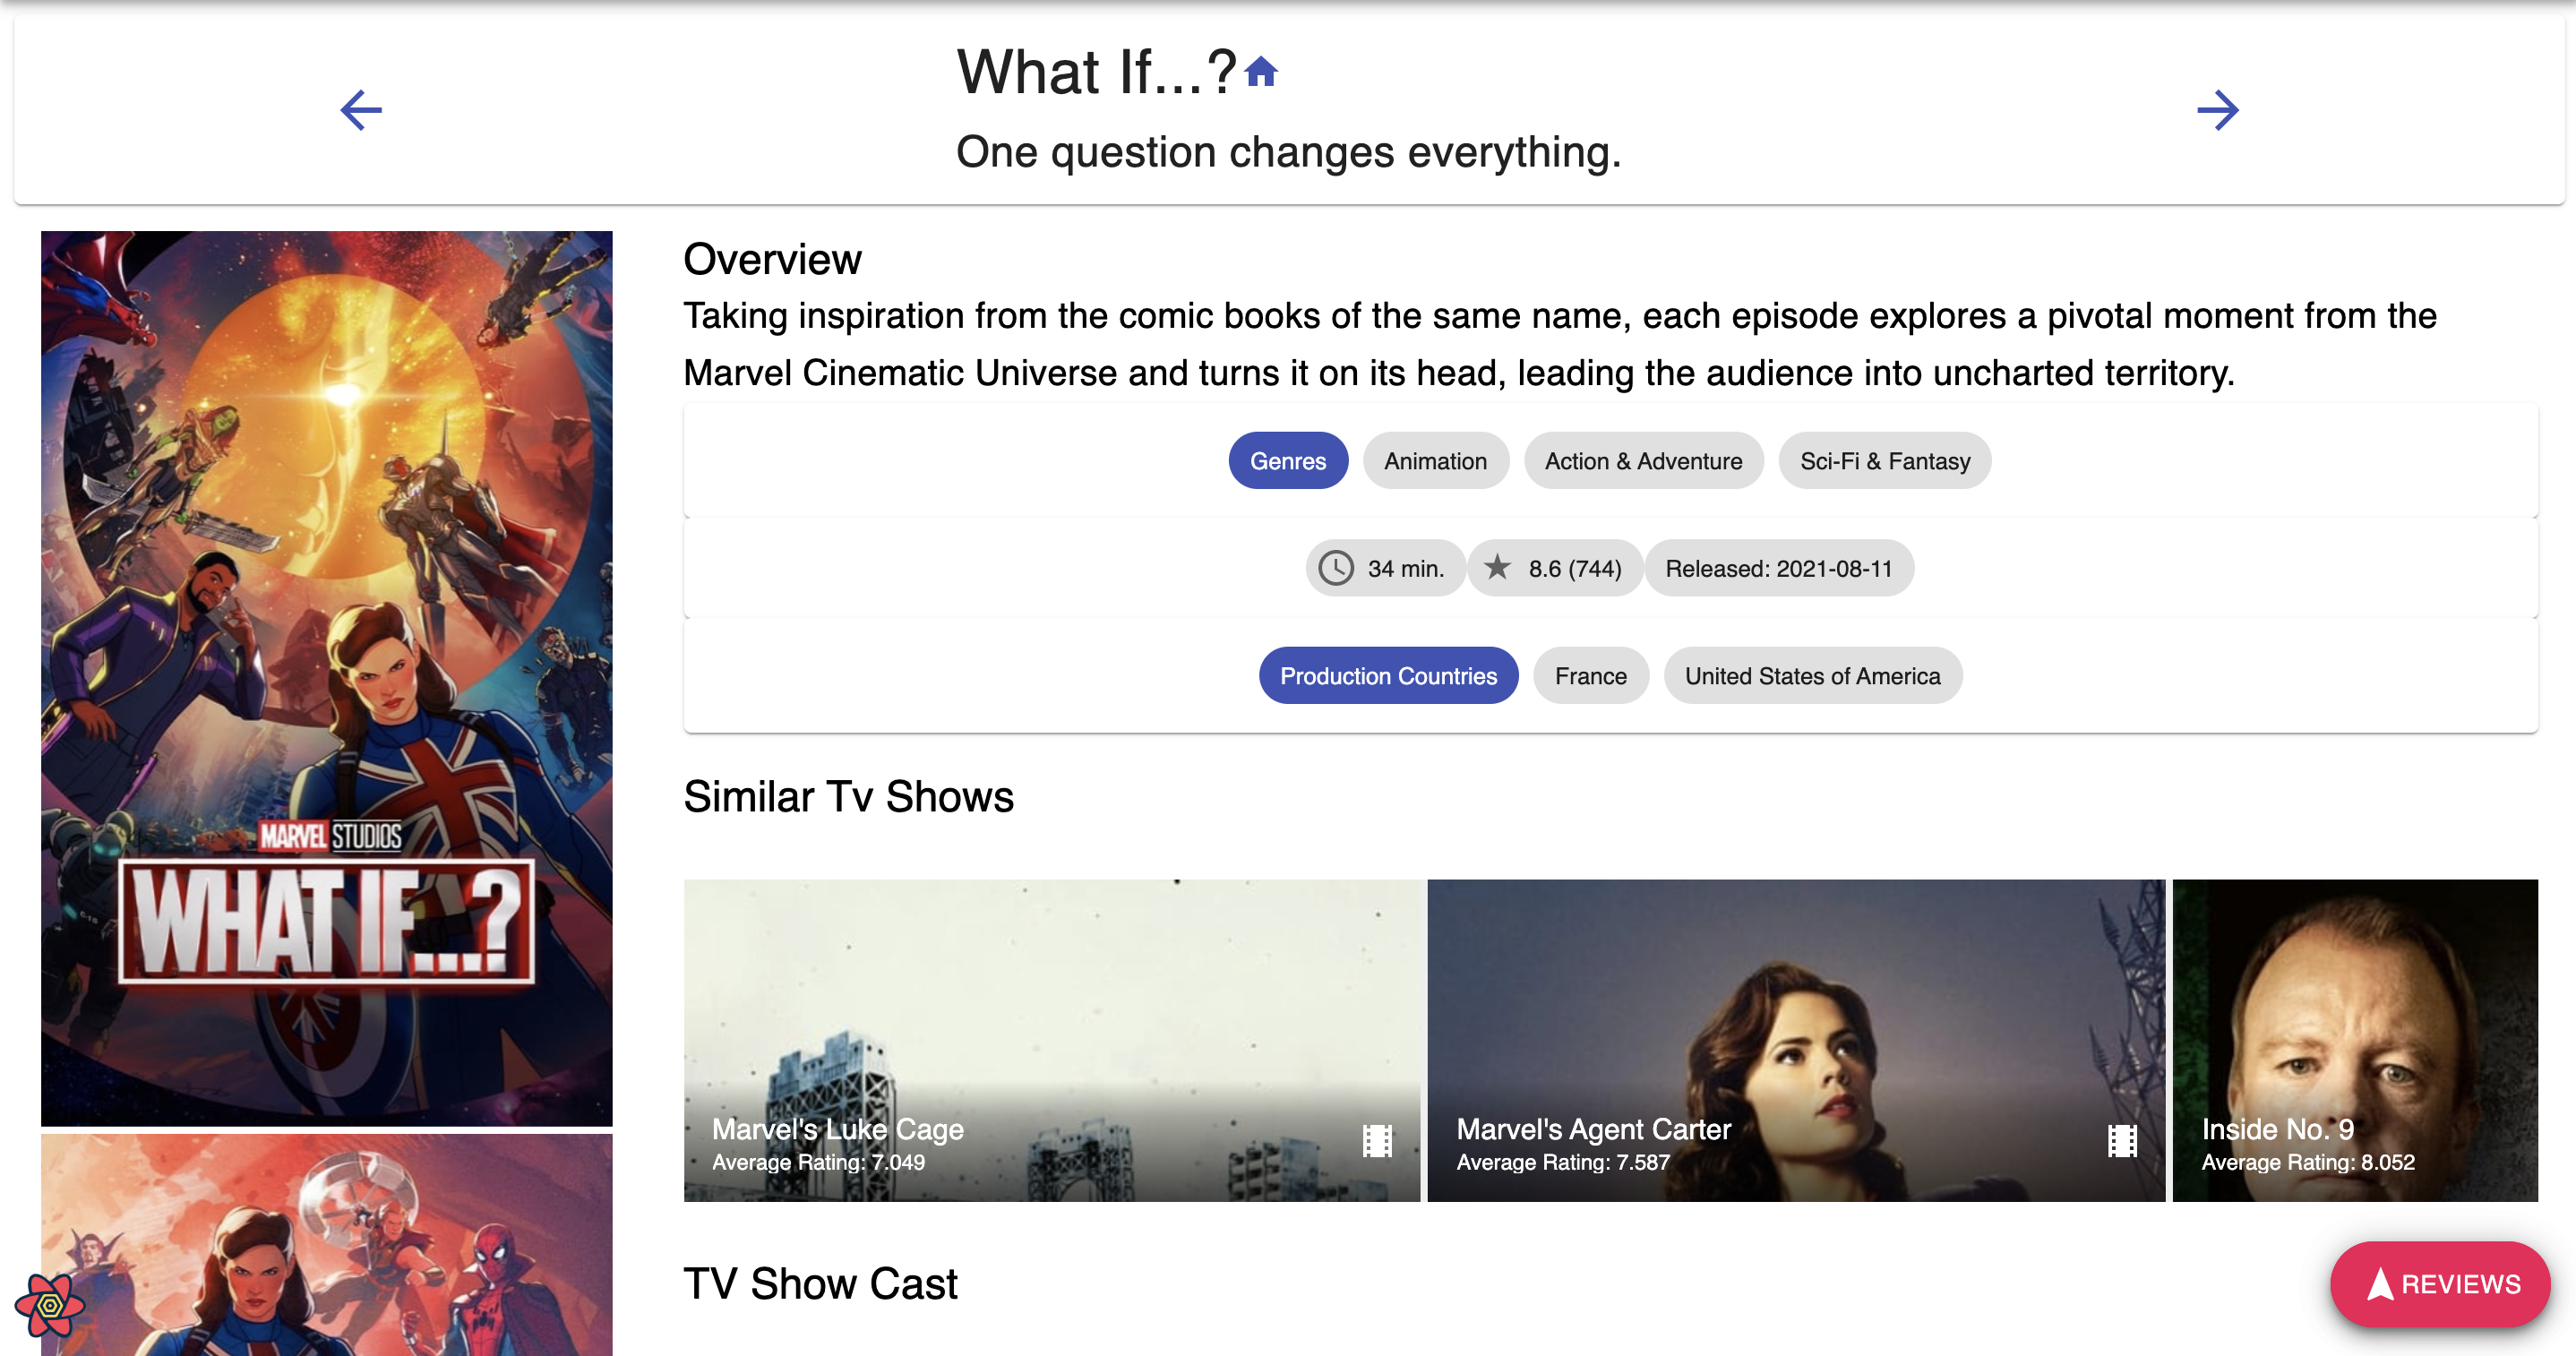 What If...?
One question changes everything.
Overview
Taking inspiration from the comic books of the same name, each episode explores a pivotal moment from the
Marvel Cinematic Universe and turns it on its head, leading the audience into uncharted territory.
Genres
Animation
Action & Adventure
Sci-Fi & Fantasy
34 min.
8.6 (744)
Released: 2021-08-11
Production Countries
France
United States of America
MARVEL STUDIOS
WHAT IF...?
C-16
Similar Tv Shows
Marvel's Luke Cage
Average Rating: 7.049
Marvel's Agent Carter
Average Rating: 7.587
Inside No. 9
Average Rating: 8.052
TV Show Cast
REVIEWS